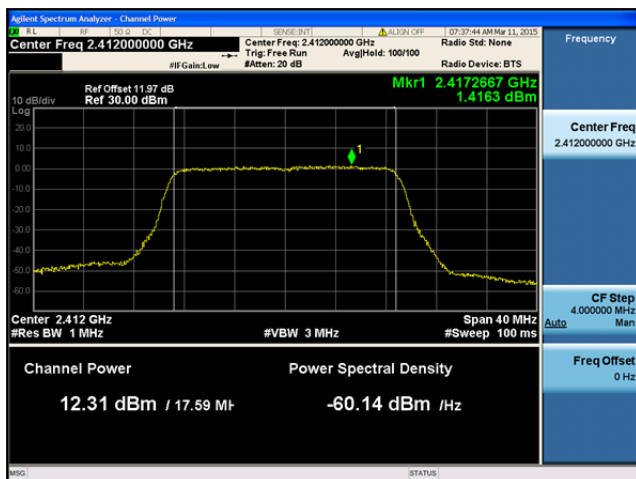 Agilent Spectrum Analyzer - Channel Power
RL RF 50 Ω DC SENSE:INT ALIGN OFF 07:37:44 AM Mar 11, 2015
Center Freq 2.412000000 GHz
Center Freq: 2.412000000 GHz
Radio Std: None
Trig: Free Run Avg|Hold: 100/100
#IFGain:Low #Atten: 20 dB Radio Device: BTS
Frequency
Mkr1 2.4172667 GHz
1.4163 dBm
Ref Offset 11.97 dB
10 dB/div Ref 30.00 dBm
Log
20.0
10.0
0.00
-10.0
-20.0
-30.0
-40.0
-50.0
-60.0
1
Center 2.412 GHz Span 40 MHz
#Res BW 1 MHz #VBW 3 MHz #Sweep 100 ms
Channel Power
Power Spectral Density
12.31 dBm / 17.59 MH
-60.14 dBm /Hz
Center Freq
2.412000000 GHz
CF Step
4.000000 MHz
Auto Man
Freq Offset
0 Hz
MSG STATUS